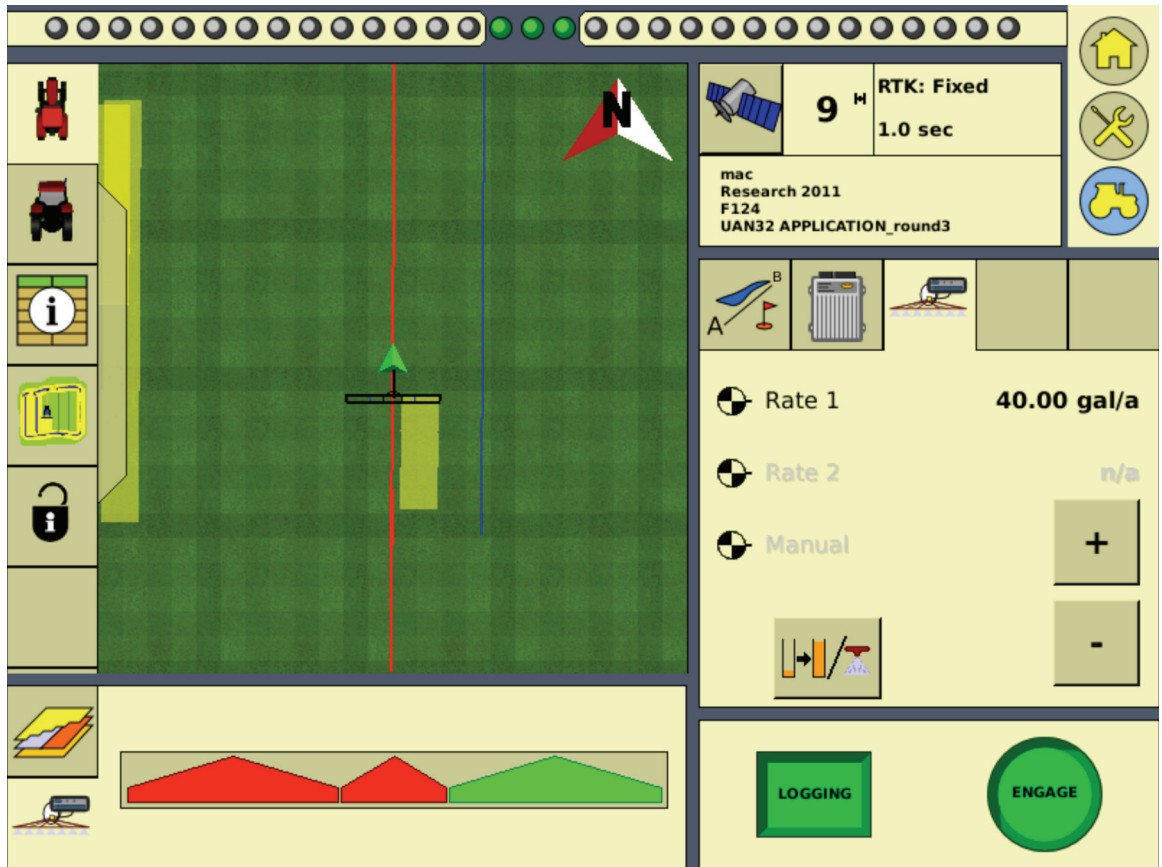 N
9
RTK: Fixed
1.0 sec
mac
Research 2011
F124
UAN32 APPLICATION_round3
i
A
B
A
i
Rate 1 40.00 gal/a
Rate 2 n/a
Manual
+
-
LOGGING
ENGAGE